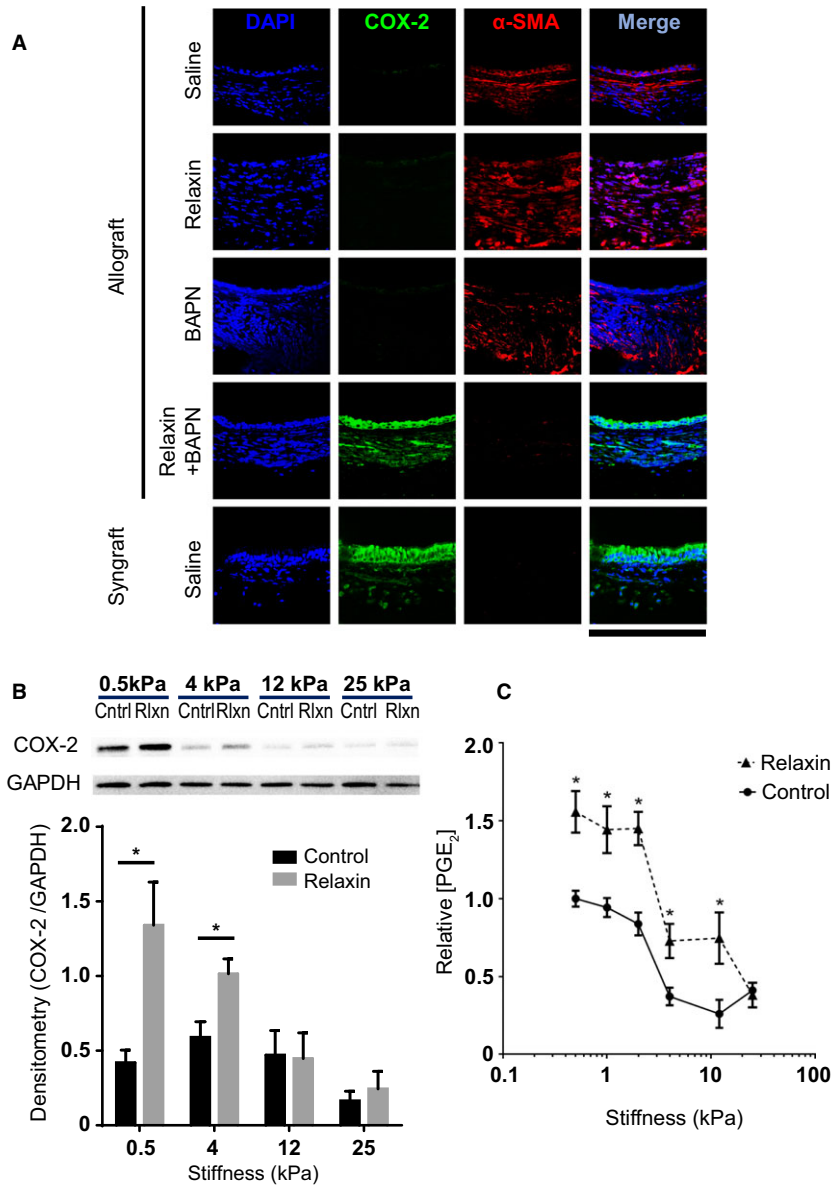 A
DAPI COX-2 α-SMA Merge
Allograft
Saline
Relaxin
BAPN
Relaxin
+BAPN
Syngraft
Saline
B
0.5kPa 4 kPa 12 kPa 25 kPa
Cntrl Rlxn Cntrl Rlxn Cntrl Rlxn Cntrl Rlxn
COX-2
GAPDH
Densitometry (COX-2 /GAPDH)
2.0
1.5
1.0
0.5
0
* *
Control
Relaxin
0.5 4 12 25
Stiffness (kPa)
C
Relative [PGE₂]
2.0
1.5
1.0
0.5
0
* * * * *
Relaxin
Control
0.1 1 10 100
Stiffness (kPa)